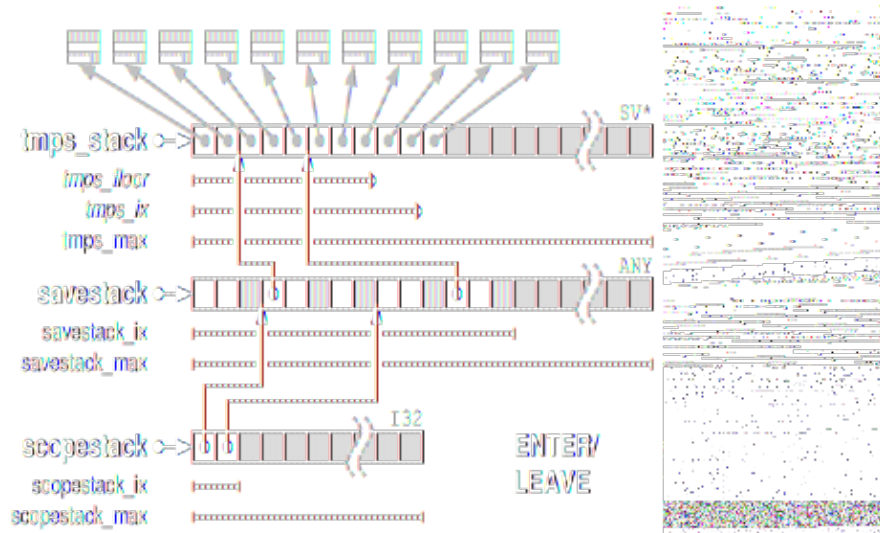 SV*
tmps_stack
tmps_floor
tmps_ix
tmps_max
ANY
savestack
savestack_ix
savestack_max
I32
scopestack
ENTER/
LEAVE
scopestack_ix
scopestack_max